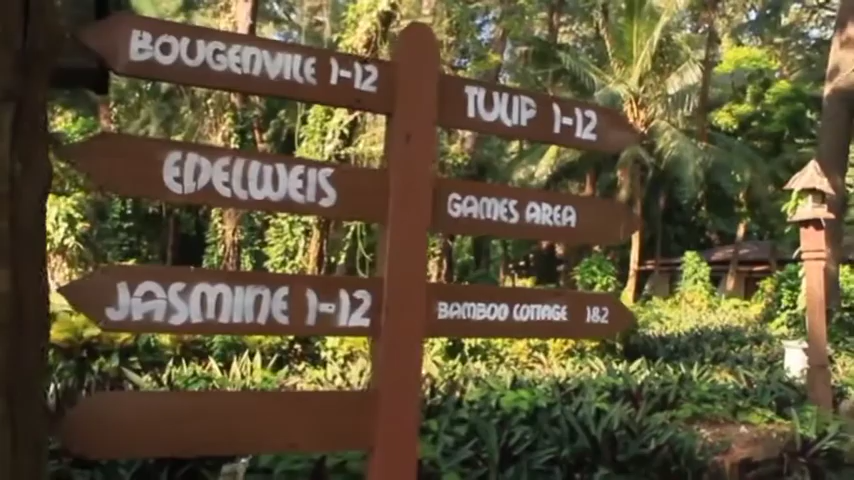 BOUGENVILE 1-12
TULIP 1-12
EDELWEIS
GAMES AREA
JASMINE 1-12
BAMBOO COTTAGE 1&2